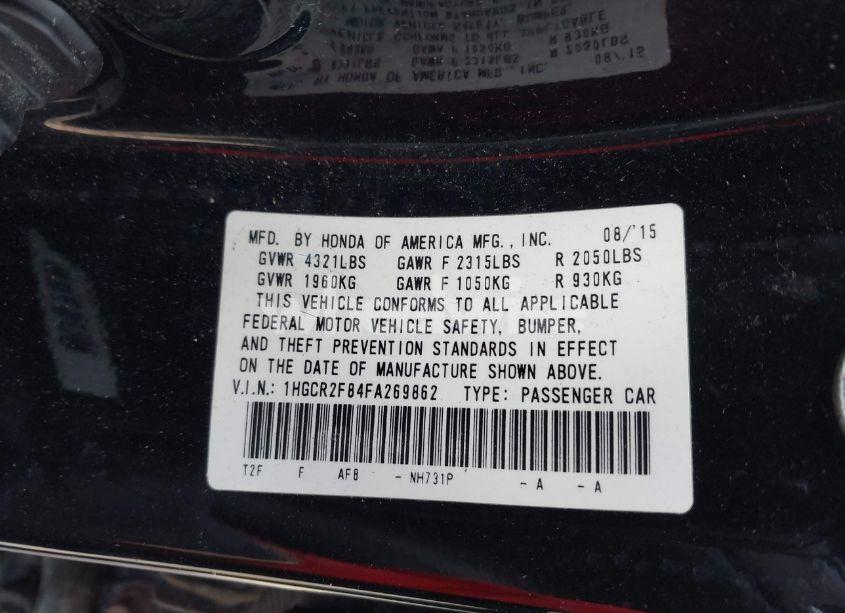 MFD. BY HONDA OF AMERICA MFG., INC. 08/'15
GVWR 4321LBS GAWR F 2315LBS R 2050LBS
GVWR 1960KG GAWR F 1050KG R 930KG
THIS VEHICLE CONFORMS TO ALL APPLICABLE
FEDERAL MOTOR VEHICLE SAFETY, BUMPER,
AND THEFT PREVENTION STANDARDS IN EFFECT
ON THE DATE OF MANUFACTURE SHOWN ABOVE.
V.I.N.: 1HGCR2F84FA269862 TYPE: PASSENGER CAR
T2F F AF8 - NH731P - A - A